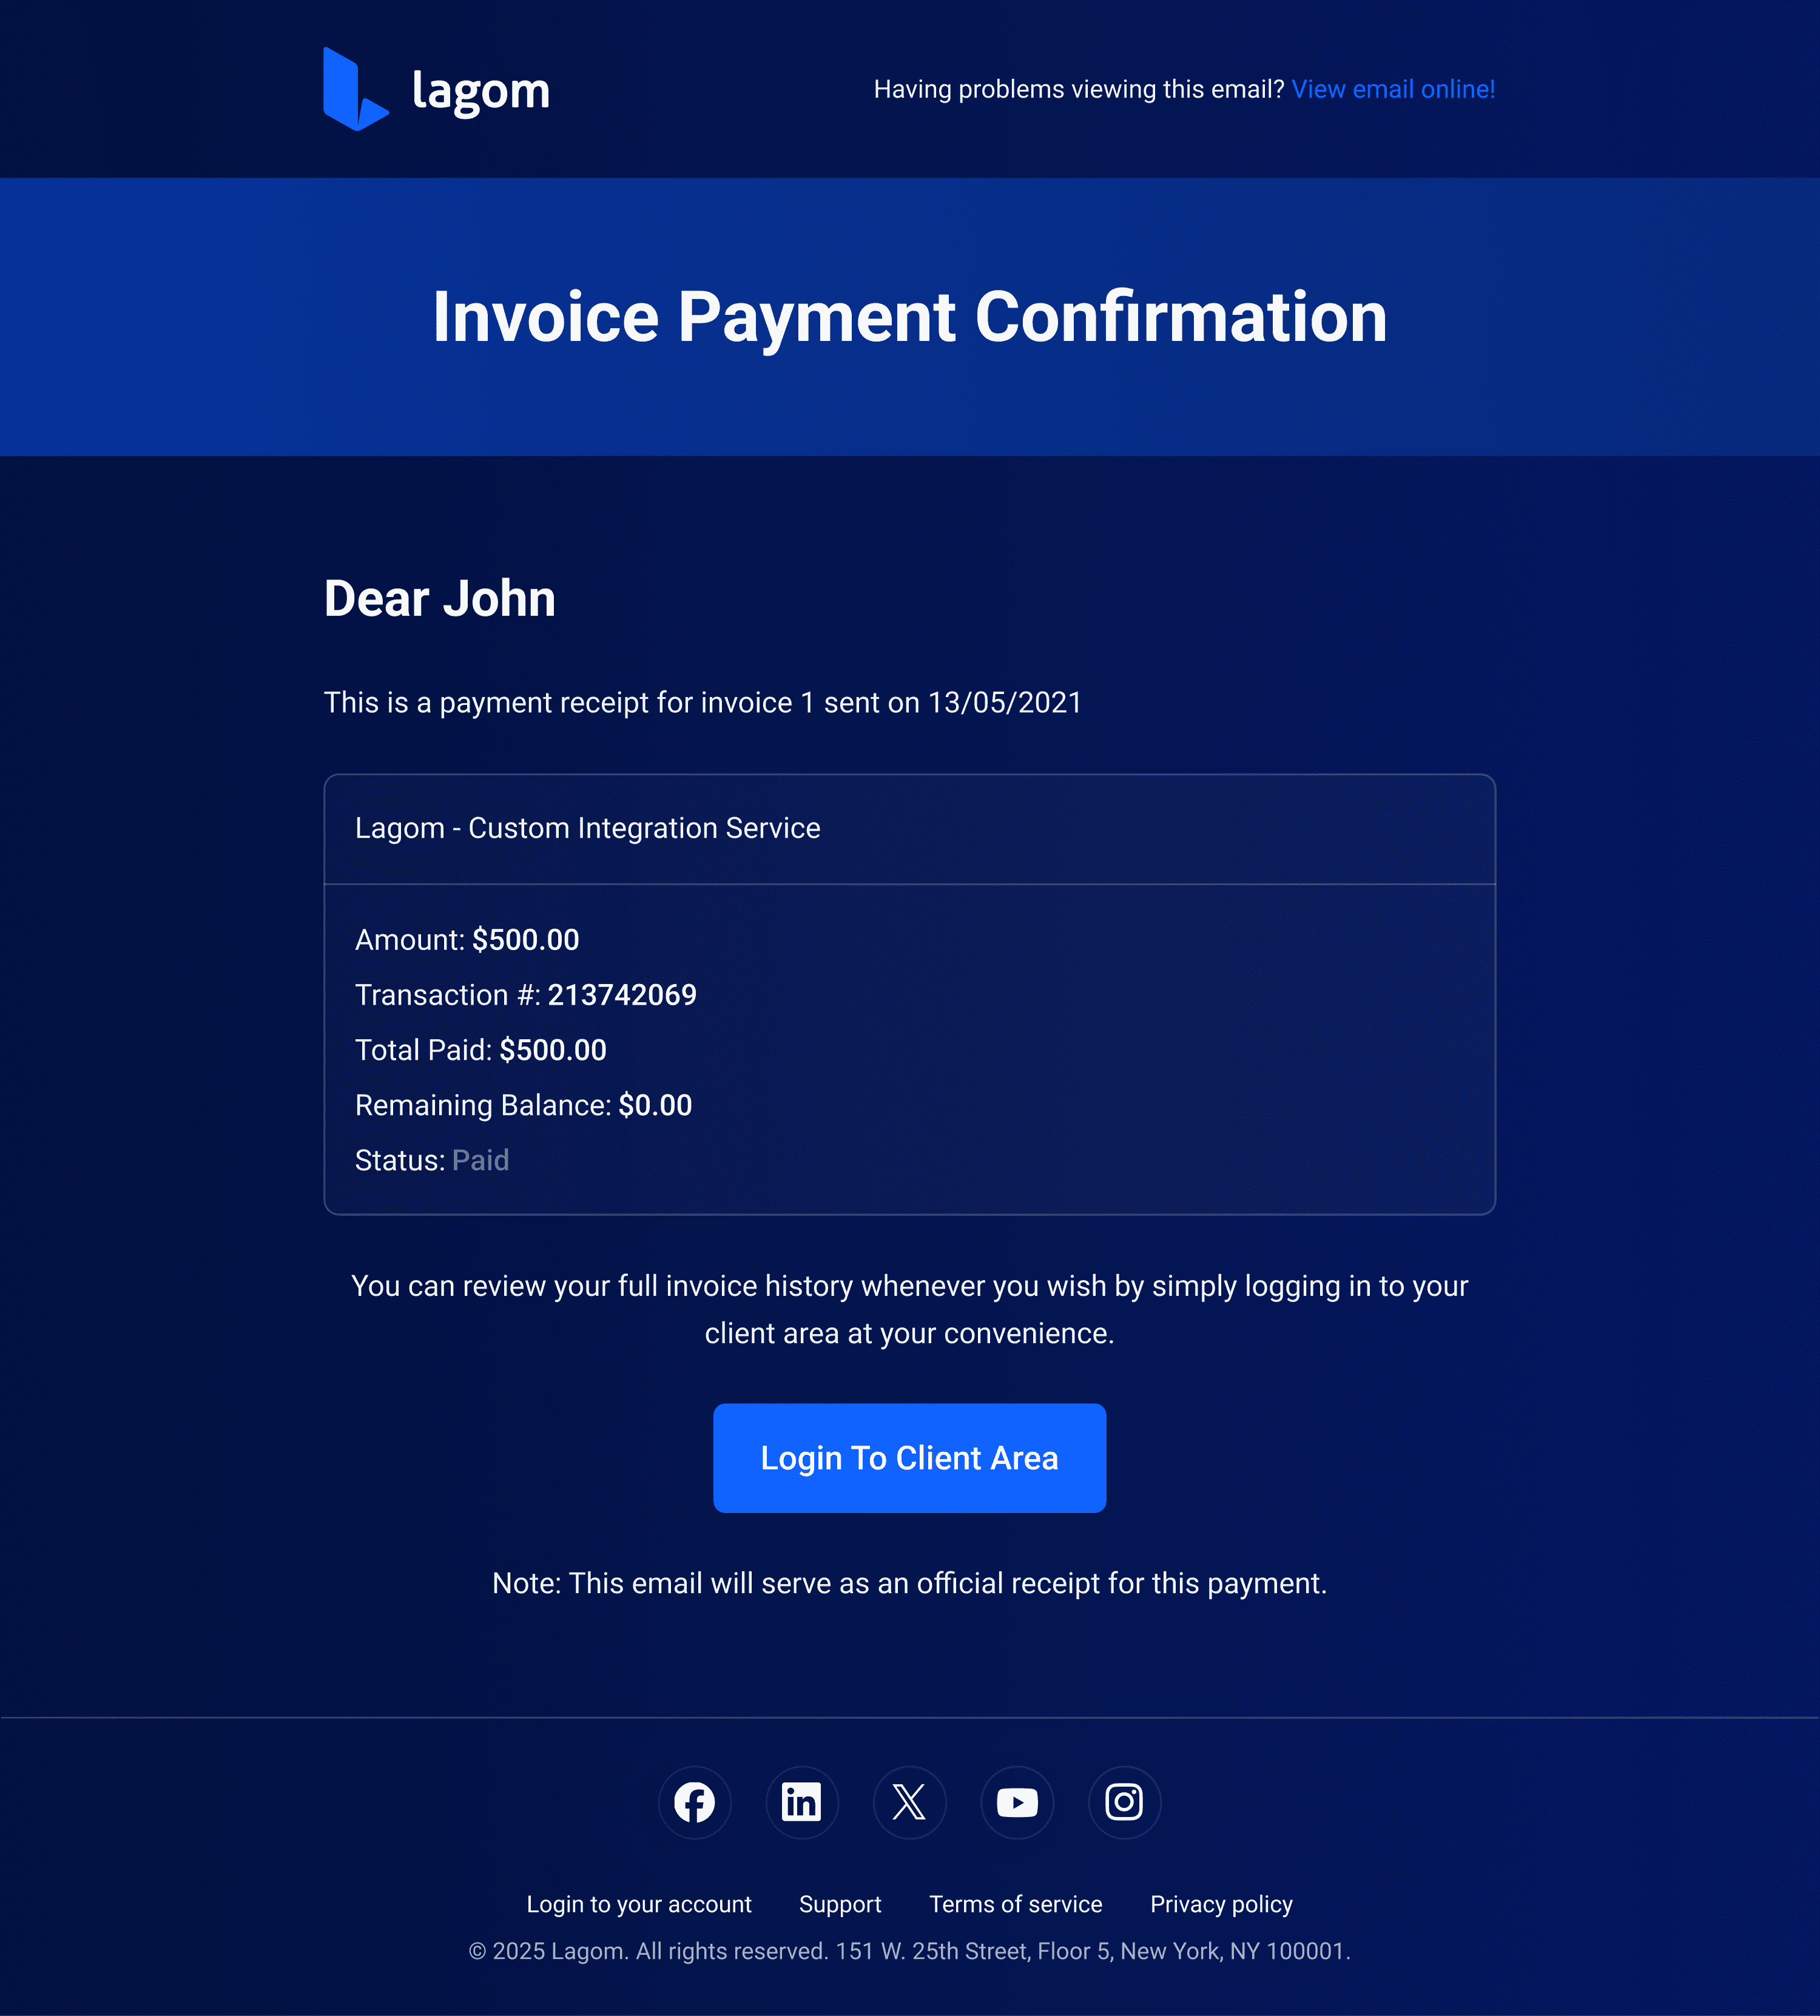 lagom
Having problems viewing this email? View email online!
Invoice Payment Confirmation
Dear John
This is a payment receipt for invoice 1 sent on 13/05/2021
Lagom - Custom Integration Service
Amount: $500.00
Transaction #: 213742069
Total Paid: $500.00
Remaining Balance: $0.00
Status: Paid
You can review your full invoice history whenever you wish by simply logging in to your
client area at your convenience.
Login To Client Area
Note: This email will serve as an official receipt for this payment.
Login to your account Support Terms of service Privacy policy
© 2025 Lagom. All rights reserved. 151 W. 25th Street, Floor 5, New York, NY 100001.